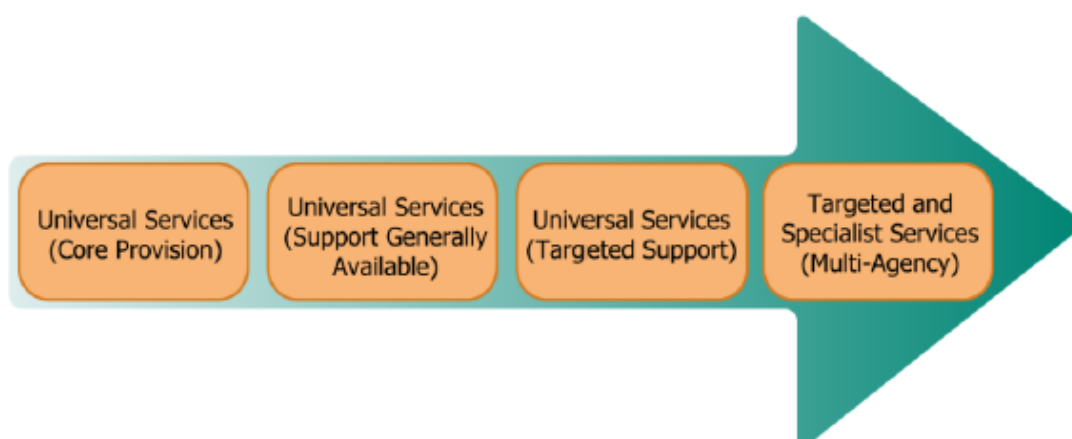 Universal Services
(Core Provision)
Universal Services
(Support Generally
Available)
Universal Services
(Targeted Support)
Targeted and
Specialist Services
(Multi-Agency)